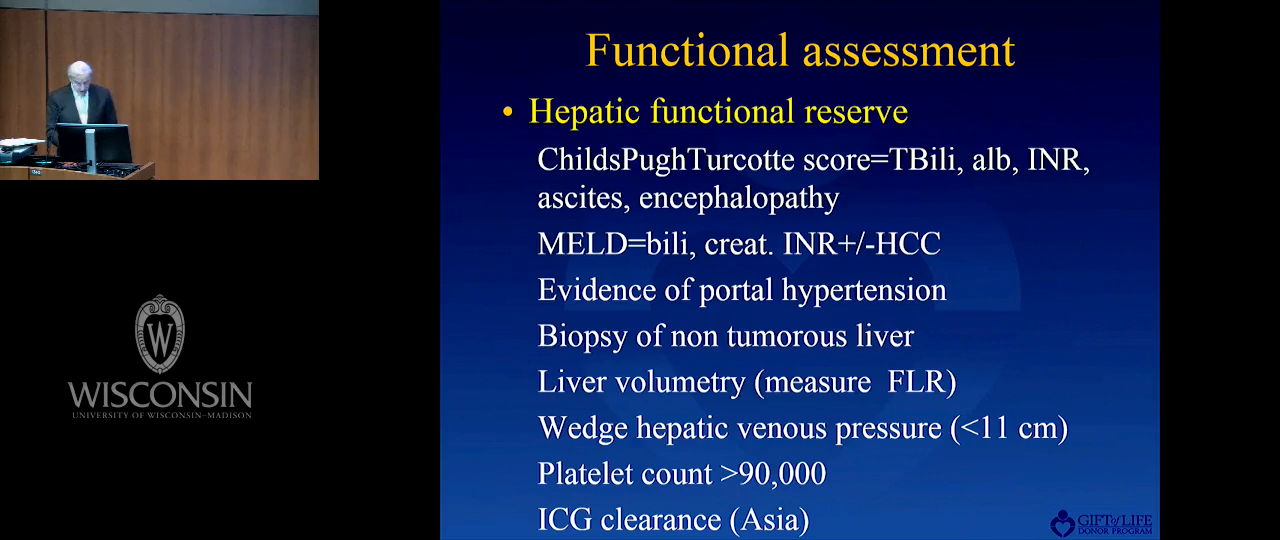 Functional assessment
• Hepatic functional reserve
ChildsPughTurcotte score=TBili, alb, INR,
ascites, encephalopathy
MELD=bili, creat. INR+/-HCC
Evidence of portal hypertension
Biopsy of non tumorous liver
Liver volumetry (measure FLR)
Wedge hepatic venous pressure (<11 cm)
Platelet count >90,000
ICG clearance (Asia)
GIFT of LIFE
DONOR PROGRAM
W
WISCONSIN
UNIVERSITY OF WISCONSIN–MADISON